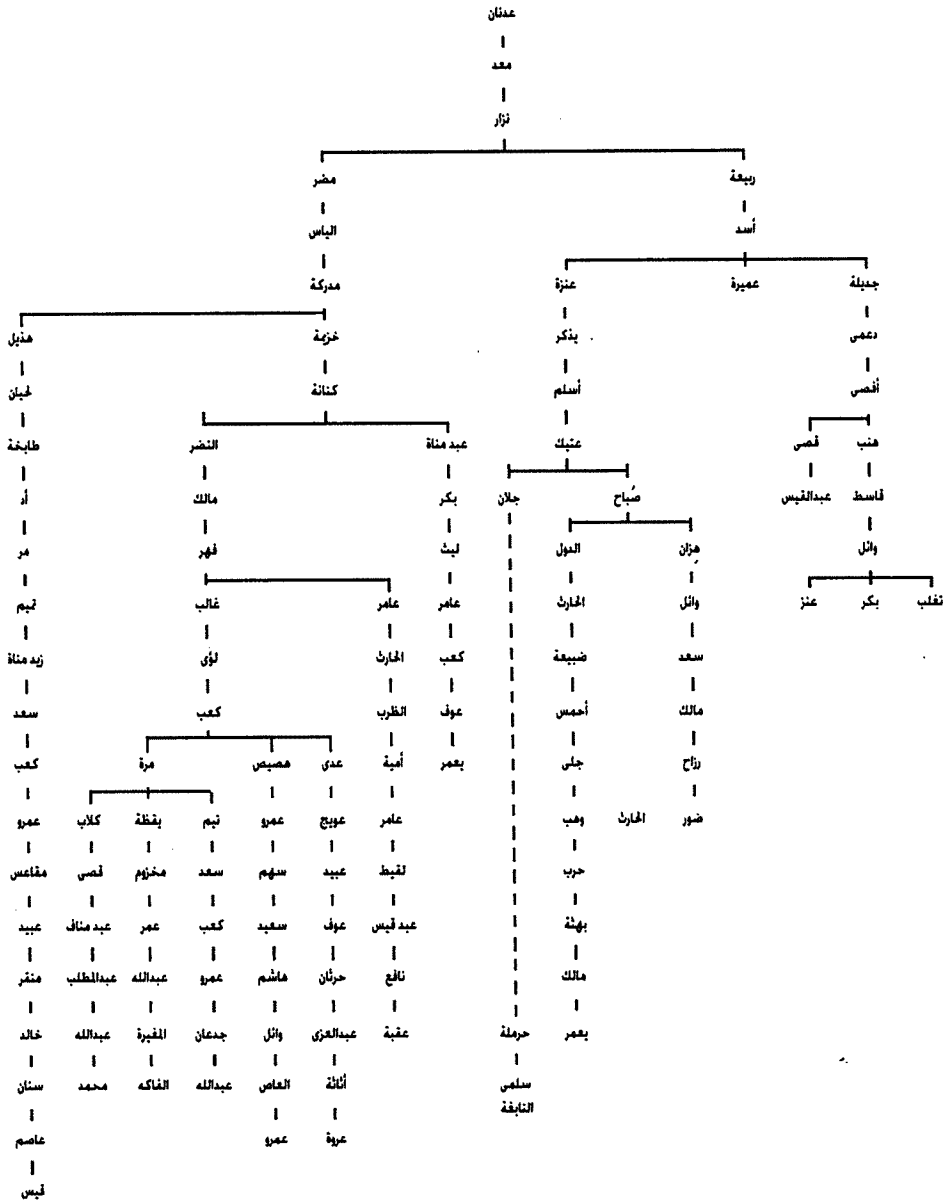 عدنان
معد
نزار
ربيعة مضر
أسد الياس
جديلة عميرة عنزة مدركة
دعمى يذكر خزمة هذيل
أفصى أسلم كنانة لحيان
هنب قصى عتيك عبد مناة النضر طابخة
قاسط عبدالقيس صُباح جلان بكر مالك أد
وائل هزان الدول ليث فهر مر
تغلب بكر عنز وائل الحارث عامر عامر غالب تميم
سعد ضبيعة كعب الحارث لؤى زيد مناة
مالك أحمس عوف الظرب كعب سعد
رزاح جلى يعمر أمية عدى هصيص مرة كعب
ضور الحارث وهب عامر عويج عمرو تيم يقظة كلاب عمرو
حرب لقيط عبيد سهم سعد مخزوم قصى مقاعس
بهثة عبد قيس عوف سعيد كعب عمر عبد مناف عبيد
مالك نافع حرثان هاشم عمرو عبدالله عبدالمطلب منقر
يعمر حرملة عقبة عبدالعزى وائل جدعان المغيرة عبدالله خالد
سلمى أثاثة العاص عبدالله الفاكه محمد سنان
النابغة
عروة عمرو عاصم
قيس